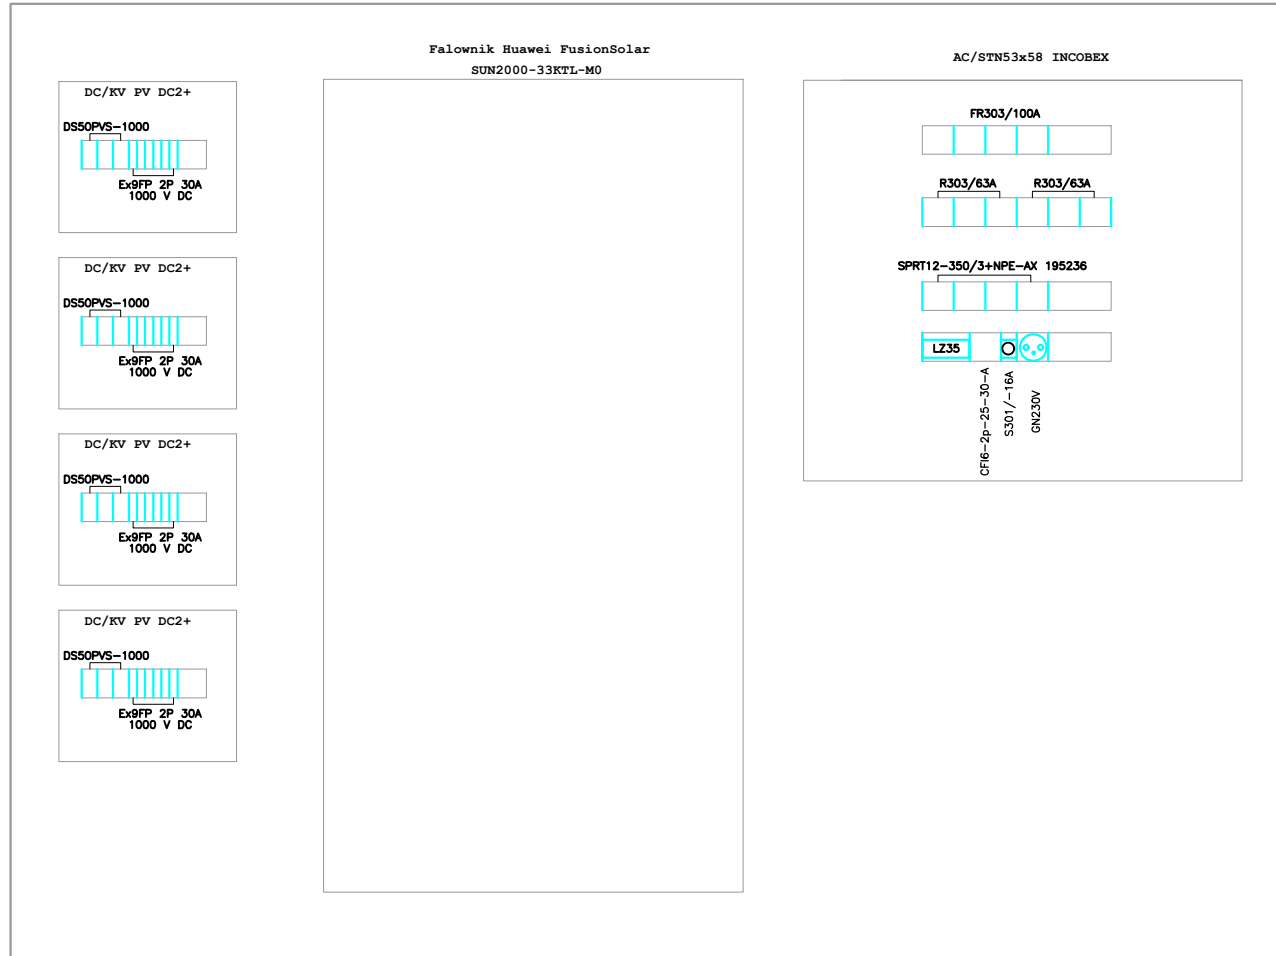 Falownik Huawei FusionSolar
SUN2000-33KTL-M0
AC/STN53x58 INCOBEX
DC/KV PV DC2+
DS50PVS-1000
Ex9FP 2P 30A
1000 V DC
DC/KV PV DC2+
DS50PVS-1000
Ex9FP 2P 30A
1000 V DC
DC/KV PV DC2+
DS50PVS-1000
Ex9FP 2P 30A
1000 V DC
DC/KV PV DC2+
DS50PVS-1000
Ex9FP 2P 30A
1000 V DC
FR303/100A
R303/63A
R303/63A
SPRT12-350/3+NPE-AX 195236
LZ35
CFI6-2p-25-30-A
S301/-16A
GN230V